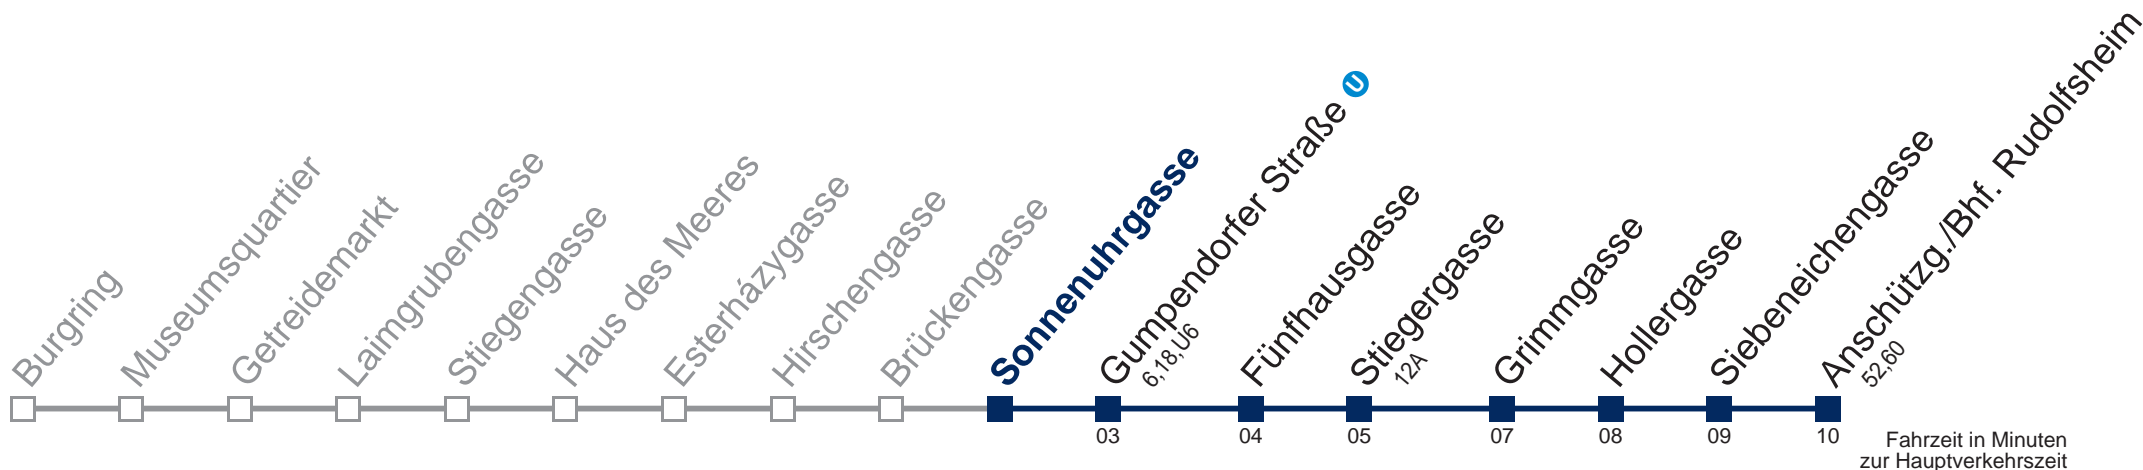 Burgring
Museumsquartier
Getreidemarkt
Laimgrubengasse
Stiegengasse
Haus des Meeres
Esterházygasse
Hirschengasse
Brückengasse
Sonnenuhrgasse
Gumpendorfer Straße U
6,18,U6
Fünfhausgasse
Stiegergasse
12A
Grimmgasse
Hollergasse
Siebeneichengasse
Anschützg./Bhf. Rudolfsheim
52,60
03 04 05 07 08 09 10
Fahrzeit in Minuten
zur Hauptverkehrszeit